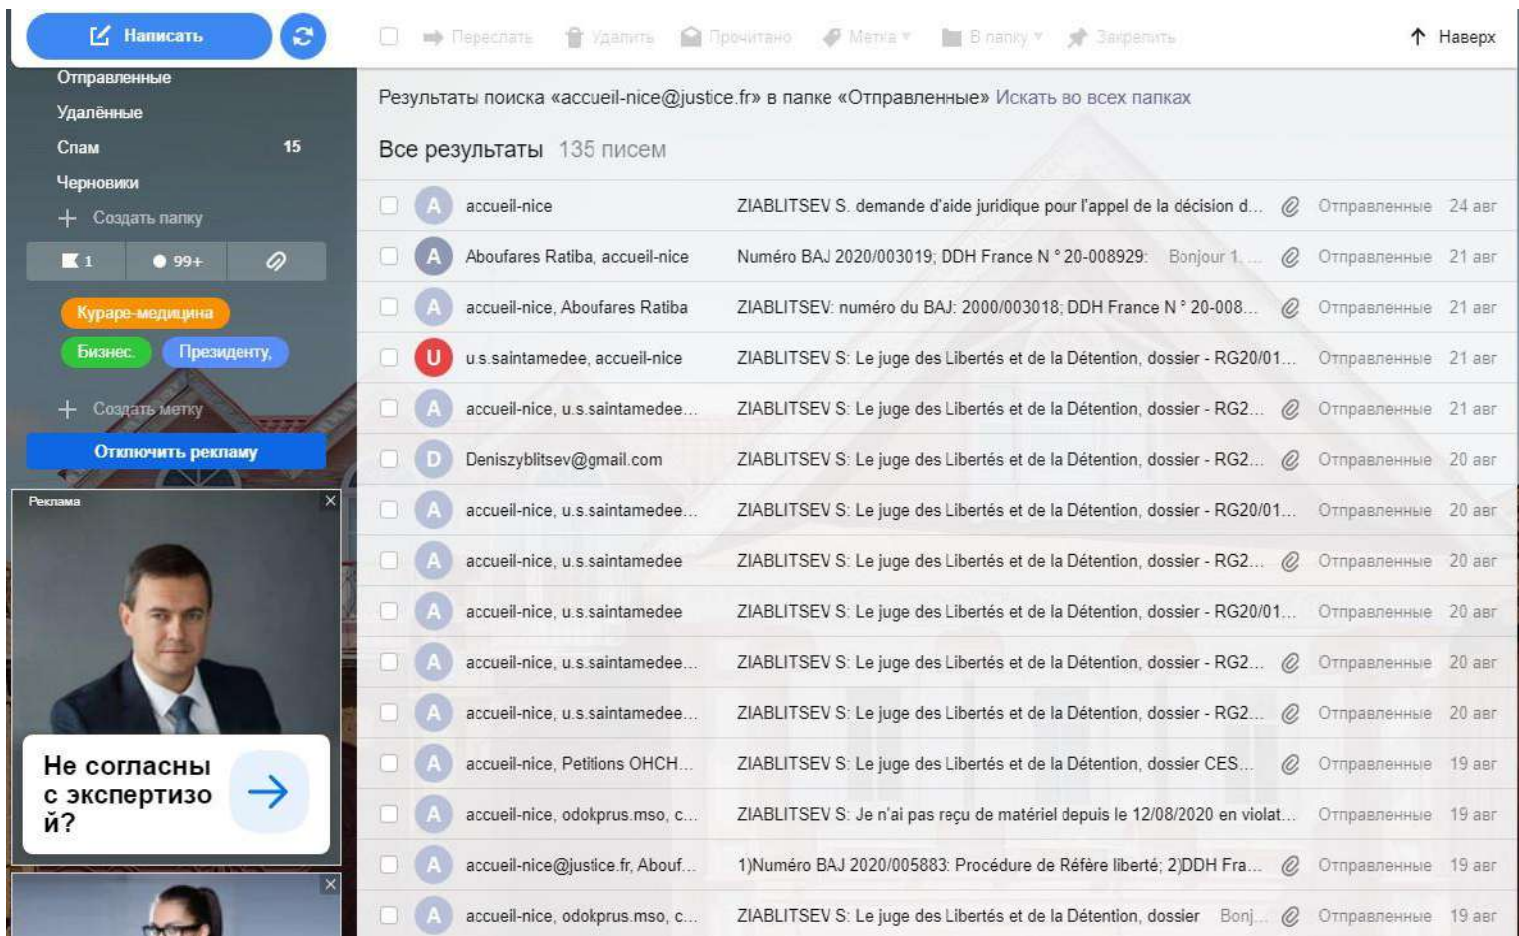 Написать
Переслать Удалить Прочитано Метка В папку Закрепить Наверх
Отправленные
Удалённые
Спам 15
Черновики
Создать папку
1 99+
Кураре-медицина
Бизнес. Президенту,
Создать метку
Отключить рекламу
Реклама
Не согласны
с экспертизо
й?
Результаты поиска «accueil-nice@justice.fr» в папке «Отправленные» Искать во всех папках
Все результаты 135 писем
A accueil-nice ZIABLITSEV S. demande d'aide juridique pour l'appel de la décision d... Отправленные 24 авг
A Aboufares Ratiba, accueil-nice Numéro BAJ 2020/003019; DDH France N ° 20-008929: Bonjour 1. ... Отправленные 21 авг
A accueil-nice, Aboufares Ratiba ZIABLITSEV: numéro du BAJ: 2000/003018; DDH France N ° 20-008... Отправленные 21 авг
U u.s.saintamedee, accueil-nice ZIABLITSEV S: Le juge des Libertés et de la Détention, dossier - RG20/01... Отправленные 21 авг
A accueil-nice, u.s.saintamedee... ZIABLITSEV S: Le juge des Libertés et de la Détention, dossier - RG2... Отправленные 21 авг
D Deniszyblitsev@gmail.com ZIABLITSEV S: Le juge des Libertés et de la Détention, dossier - RG2... Отправленные 20 авг
A accueil-nice, u.s.saintamedee... ZIABLITSEV S: Le juge des Libertés et de la Détention, dossier - RG20/01... Отправленные 20 авг
A accueil-nice, u.s.saintamedee ZIABLITSEV S: Le juge des Libertés et de la Détention, dossier - RG2... Отправленные 20 авг
A accueil-nice, u.s.saintamedee ZIABLITSEV S: Le juge des Libertés et de la Détention, dossier - RG20/01... Отправленные 20 авг
A accueil-nice, u.s.saintamedee... ZIABLITSEV S: Le juge des Libertés et de la Détention, dossier - RG2... Отправленные 20 авг
A accueil-nice, u.s.saintamedee... ZIABLITSEV S: Le juge des Libertés et de la Détention, dossier - RG2... Отправленные 20 авг
A accueil-nice, Petitions OHCH... ZIABLITSEV S: Le juge des Libertés et de la Détention, dossier CES... Отправленные 19 авг
A accueil-nice, odokprus.mso, c... ZIABLITSEV S: Je n'ai pas reçu de matériel depuis le 12/08/2020 en violat... Отправленные 19 авг
A accueil-nice@justice.fr, Abouf... 1)Numéro BAJ 2020/005883: Procédure de Référe liberté; 2)DDH Fra... Отправленные 19 авг
A accueil-nice, odokprus.mso, c... ZIABLITSEV S: Le juge des Libertés et de la Détention, dossier Bonj... Отправленные 19 авг